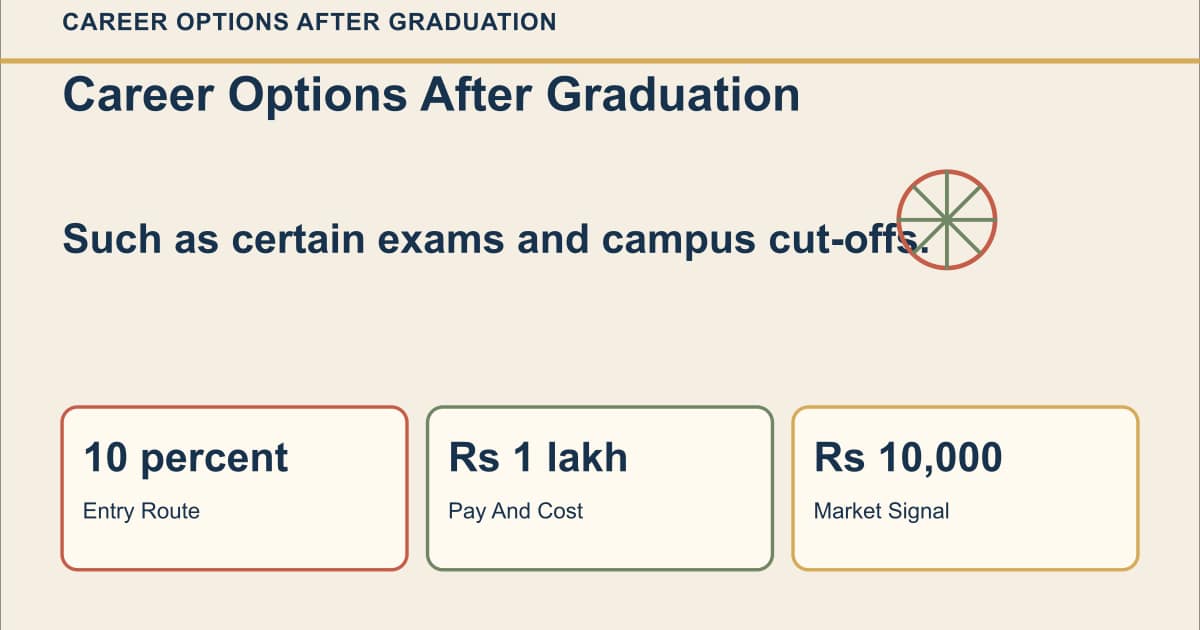 CAREER OPTIONS AFTER GRADUATION
Career Options After Graduation
Such as certain exams and campus cut-offs.
10 percent
Entry Route
Rs 1 lakh
Pay And Cost
Rs 10,000
Market Signal